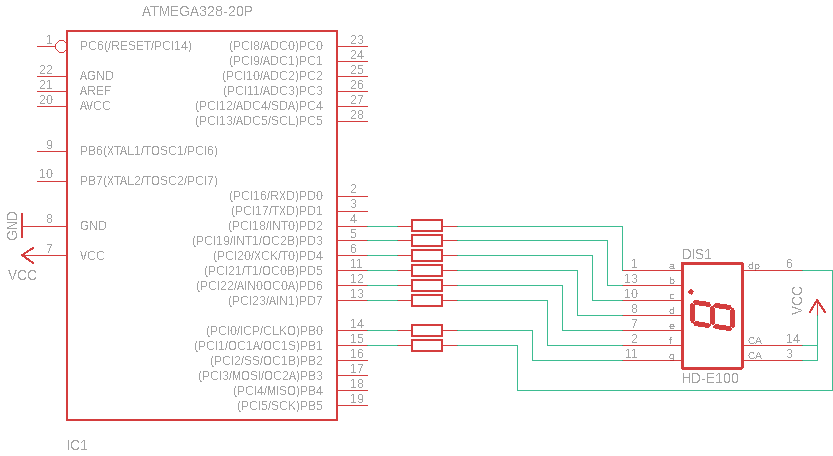 ATMEGA328-20P
1 PC6(/RESET/PCI14) (PCI8/ADC0)PC0 23
(PCI9/ADC1)PC1 24
22 AGND (PCI10/ADC2)PC2 25
21 AREF (PCI11/ADC3)PC3 26
20 AVCC (PCI12/ADC4/SDA)PC4 27
(PCI13/ADC5/SCL)PC5 28
9 PB6(XTAL1/TOSC1/PCI6)
10 PB7(XTAL2/TOSC2/PCI7)
(PCI16/RXD)PD0 2
(PCI17/TXD)PD1 3
GND 8 GND (PCI18/INT0)PD2 4
(PCI19/INT1/OC2B)PD3 5
VCC 7 VCC (PCI20/XCK/T0)PD4 6
(PCI21/T1/OC0B)PD5 11
(PCI22/AIN0OC0A)PD6 12
(PCI23/AIN1)PD7 13
(PCI0/ICP/CLKO)PB0 14
(PCI1/OC1A/OC1S)PB1 15
(PCI2/SS/OC1B)PB2 16
(PCI3/MOSI/OC2A)PB3 17
(PCI4/MISO)PB4 18
(PCI5/SCK)PB5 19
IC1
DIS1
1 a dp 6
13 b
10 c
8 d
7 e
2 f CA 14
11 g CA 3
VCC
HD-E100